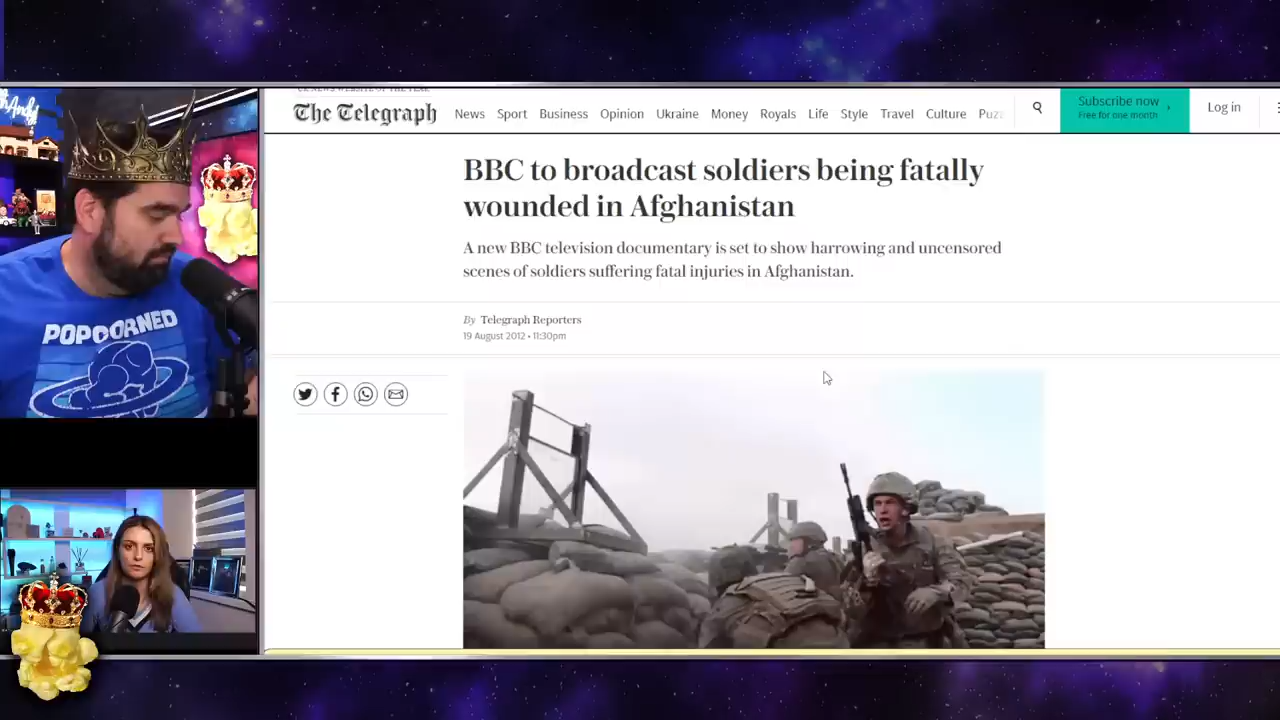 The Telegraph
News Sport Business Opinion Ukraine Money Royals Life Style Travel Culture
Subscribe now
Free for one month
Log in
BBC to broadcast soldiers being fatally
wounded in Afghanistan
A new BBC television documentary is set to show harrowing and uncensored
scenes of soldiers suffering fatal injuries in Afghanistan.
By Telegraph Reporters
19 August 2012 • 11:30pm
POPCORNED